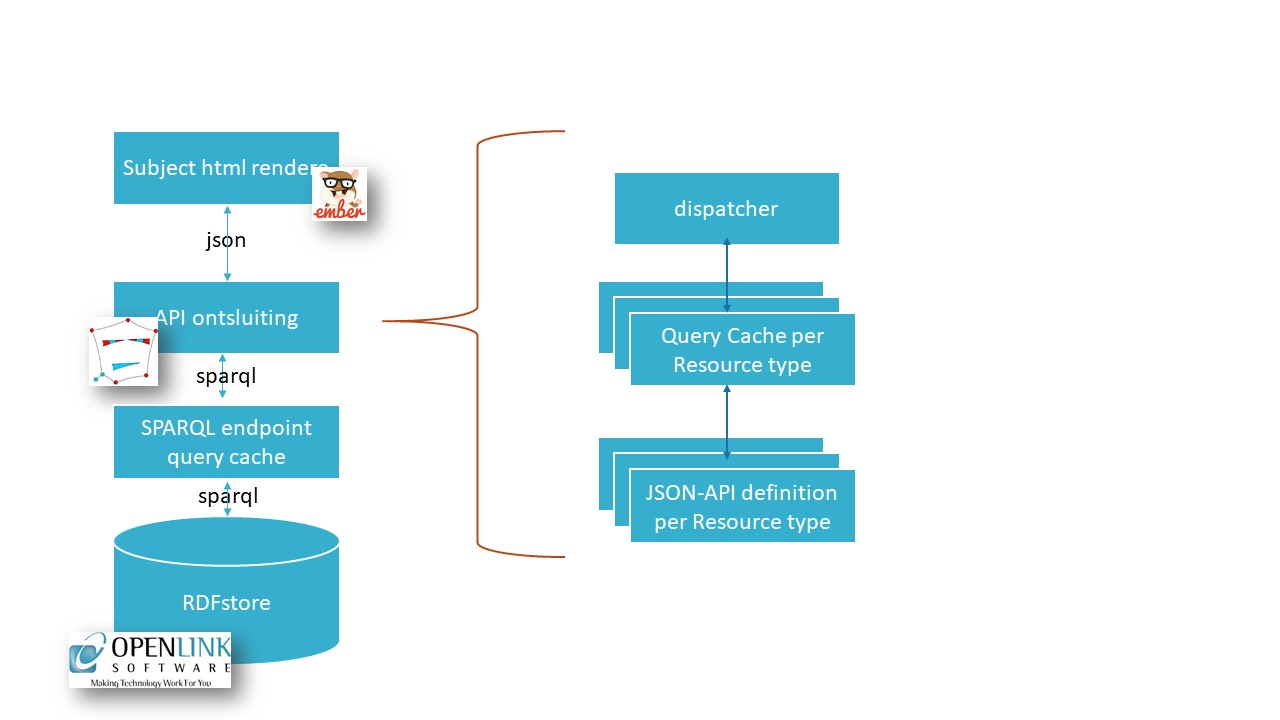 Subject html renders
ember
json
API ontsluiting
sparql
SPARQL endpoint
query cache
sparql
RDFstore
OPENLINK
SOFTWARE
Making Technology Work For You
dispatcher
Query Cache per
Resource type
JSON-API definition
per Resource type